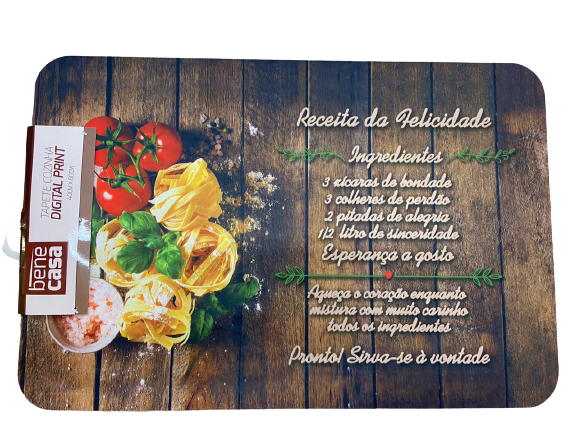 Receita da Felicidade
Ingredientes
3 xícaras de bondade
3 colheres de perdão
2 pitadas de alegria
1/2 litro de sinceridade
Esperança a gosto
Aqueça o coração enquanto
mistura com muito carinho
todos os ingredientes
Pronto! Sirva-se à vontade
TAPETE COZINHA
DIGITAL PRINT
40CM X 60CM
bene
casa